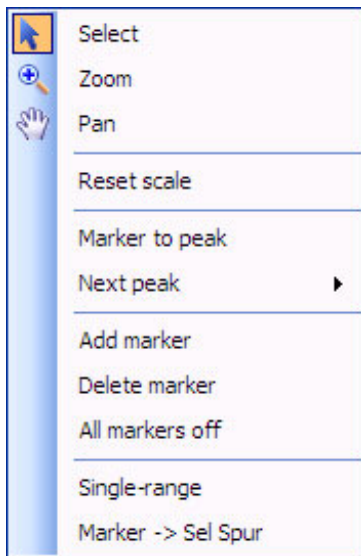 Select
Zoom
Pan
Reset scale
Marker to peak
Next peak
Add marker
Delete marker
All markers off
Single-range
Marker -> Sel Spur